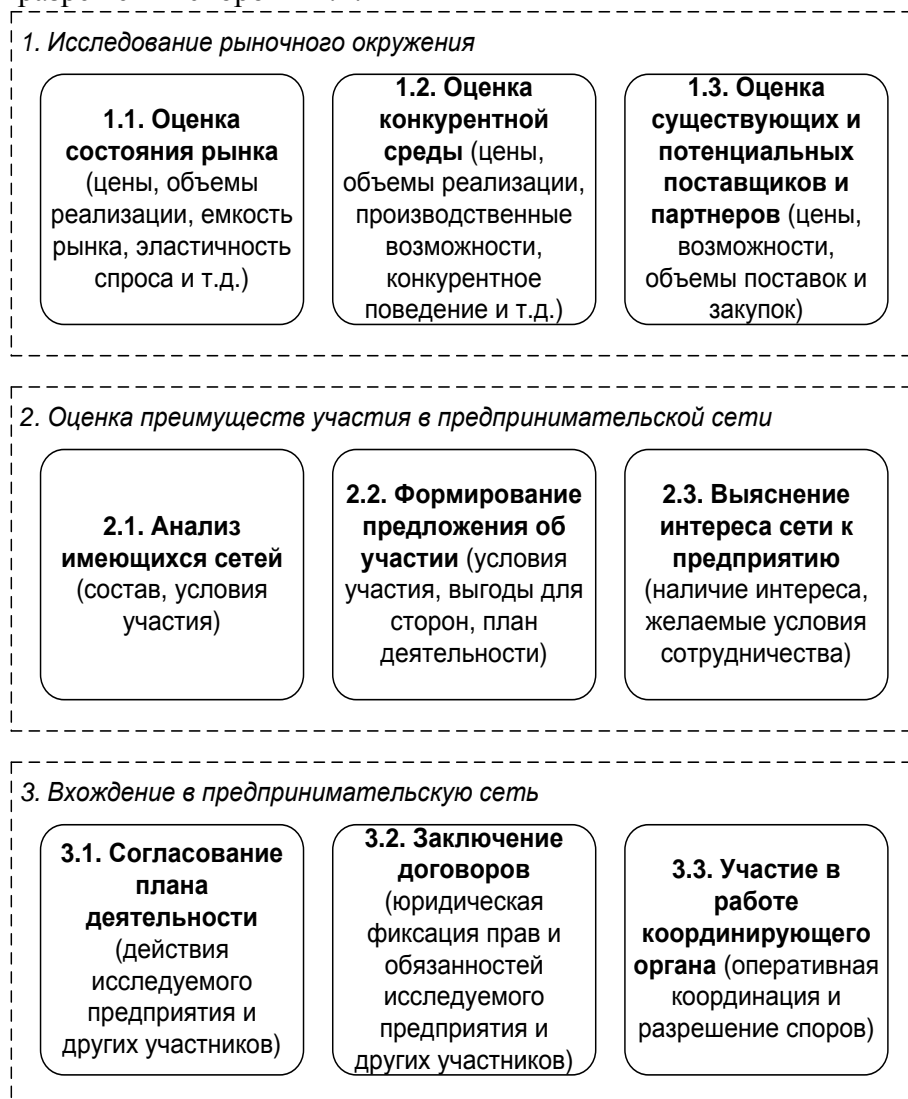 1. Исследование рыночного окружения
1.1. Оценка
состояния рынка
(цены, объемы
реализации, емкость
рынка, эластичность
спроса и т.д.)
1.2. Оценка
конкурентной
среды (цены,
объемы реализации,
производственные
возможности,
конкурентное
поведение и т.д.)
1.3. Оценка
существующих и
потенциальных
поставщиков и
партнеров (цены,
возможности,
объемы поставок и
закупок)
2. Оценка преимуществ участия в предпринимательской сети
2.1. Анализ
имеющихся сетей
(состав, условия
участия)
2.2. Формирование
предложения об
участии (условия
участия, выгоды для
сторон, план
деятельности)
2.3. Выяснение
интереса сети к
предприятию
(наличие интереса,
желаемые условия
сотрудничества)
3. Вхождение в предпринимательскую сеть
3.1. Согласование
плана
деятельности
(действия
исследуемого
предприятия и
других участников)
3.2. Заключение
договоров
(юридическая
фиксация прав и
обязанностей
исследуемого
предприятия и
других участников)
3.3. Участие в
работе
координирующего
органа (оперативная
координация и
разрешение споров)